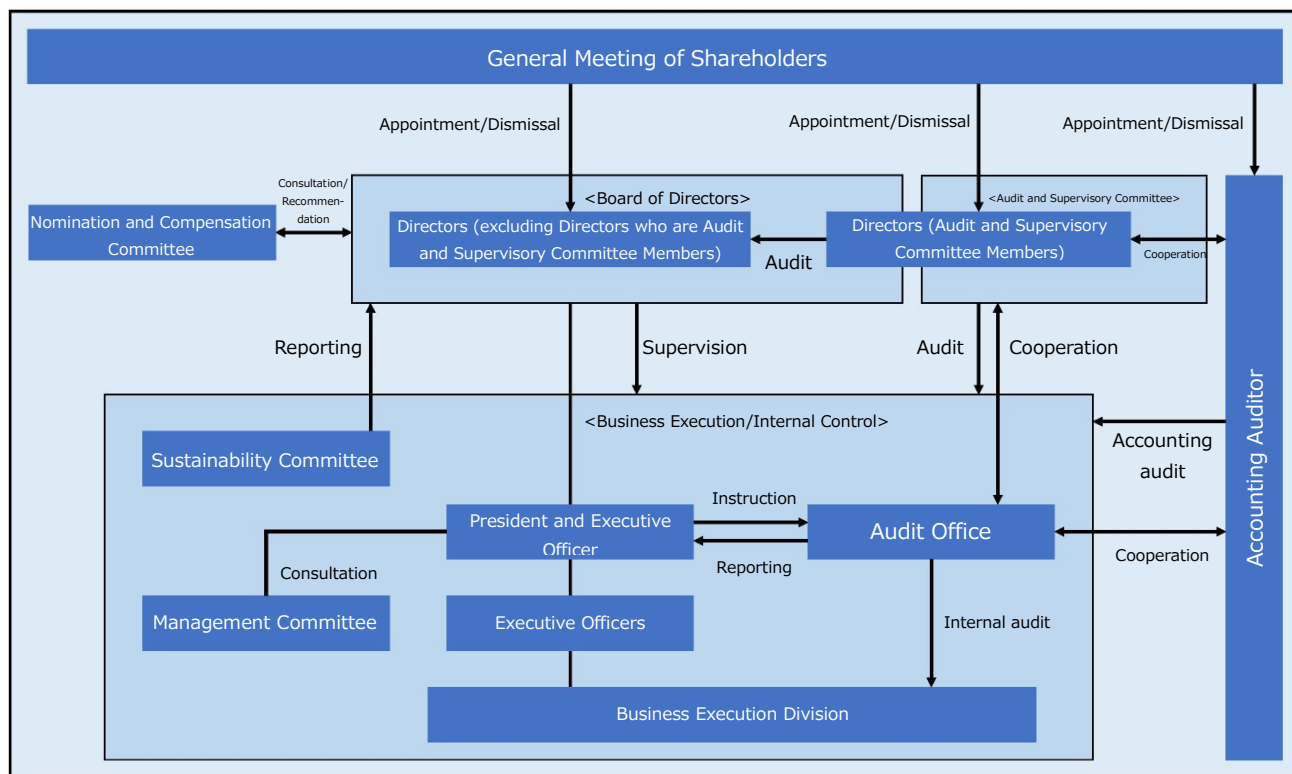 General Meeting of Shareholders
Appointment/Dismissal
Appointment/Dismissal
Appointment/Dismissal
Consultation/
Recommen-
dation
Nomination and Compensation
Committee
<Board of Directors>
Directors (excluding Directors who are Audit
and Supervisory Committee Members)
Audit
<Audit and Supervisory Committee>
Directors (Audit and Supervisory
Committee Members)
Cooperation
Reporting
Supervision
Audit
Cooperation
<Business Execution/Internal Control>
Sustainability Committee
Accounting
audit
Accounting Auditor
President and Executive
Officer
Instruction
Reporting
Audit Office
Cooperation
Consultation
Management Committee
Executive Officers
Internal audit
Business Execution Division